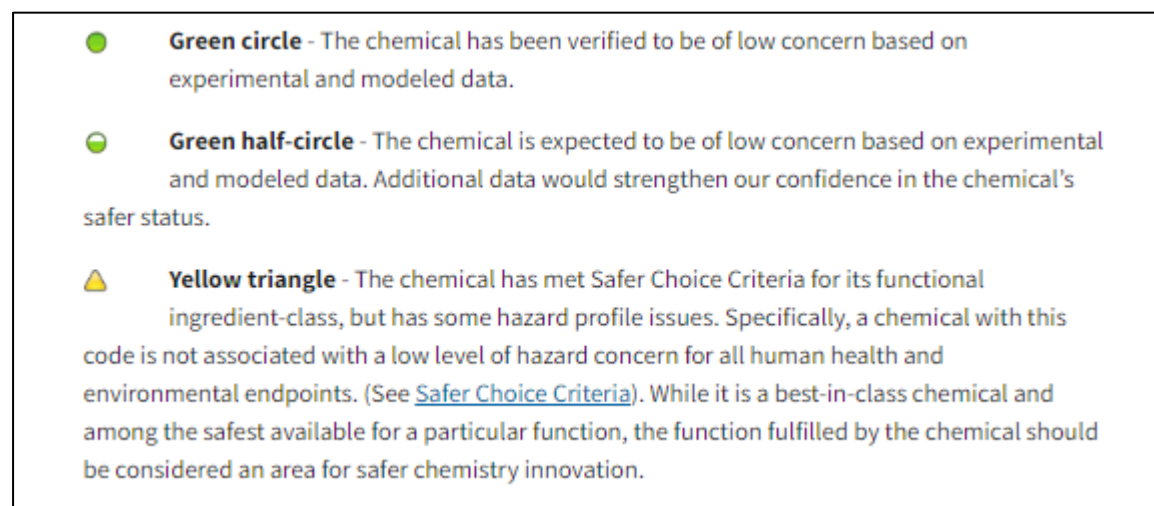 Green circle - The chemical has been verified to be of low concern based on
experimental and modeled data.
Green half-circle - The chemical is expected to be of low concern based on experimental
and modeled data. Additional data would strengthen our confidence in the chemical’s
safer status.
Yellow triangle - The chemical has met Safer Choice Criteria for its functional
ingredient-class, but has some hazard profile issues. Specifically, a chemical with this
code is not associated with a low level of hazard concern for all human health and
environmental endpoints. (See Safer Choice Criteria). While it is a best-in-class chemical and
among the safest available for a particular function, the function fulfilled by the chemical should
be considered an area for safer chemistry innovation.